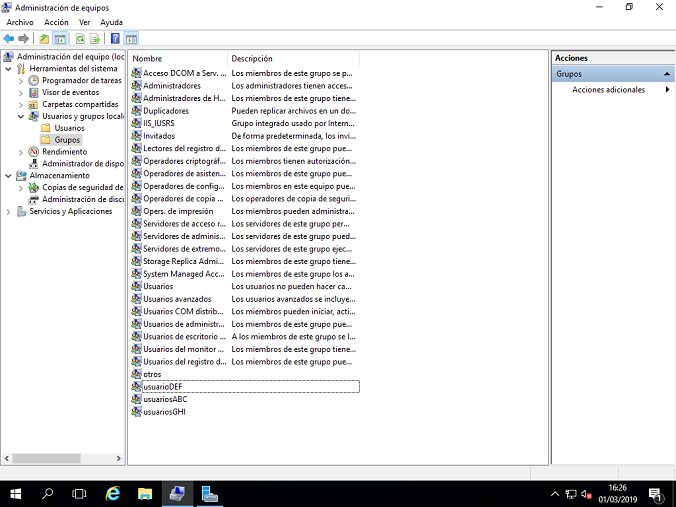 Administración de equipos
Archivo Acción Ver Ayuda
Administración del equipo (loc
Herramientas del sistema
Programador de tareas
Visor de eventos
Carpetas compartidas
Usuarios y grupos locale
Usuarios
Grupos
Rendimiento
Administrador de dispo
Almacenamiento
Copias de seguridad de
Administración de disco
Servicios y Aplicaciones
Nombre Descripción
Acceso DCOM a Serv. ... Los miembros de este grupo se p...
Administradores Los administradores tienen acces...
Administradores de H... Los miembros de este grupo tiene...
Duplicadores Pueden replicar archivos en un do...
IIS_IUSRS Grupo integrado usado por Intern...
Invitados De forma predeterminada, los invi...
Lectores del registro d... Los miembros de este grupo pue...
Operadores criptográf... Los miembros tienen autorización...
Operadores de asisten... Los miembros de este grupo pue...
Operadores de config... Los miembros en este equipo pue...
Operadores de copia ... Los operadores de copia de seguri...
Opers. de impresión Los miembros pueden administra...
Servidores de acceso r... Los servidores de este grupo per...
Servidores de adminis... Los servidores de este grupo pued...
Servidores de extremo... Los servidores de este grupo ejec...
Storage Replica Admi... Los miembros de este grupo tiene...
System Managed Acc... Los miembros de este grupo los a...
Usuarios Los usuarios no pueden hacer ca...
Usuarios avanzados Los usuarios avanzados se incluye...
Usuarios COM distrib... Los miembros pueden iniciar, acti...
Usuarios de administr... Los miembros de este grupo pue...
Usuarios de escritorio ... A los miembros de este grupo se l...
Usuarios del monitor ... Los miembros de este grupo tiene...
Usuarios del registro d... Los miembros de este grupo pue...
otros
usuarioDEF
usuariosABC
usuariosGHI
Acciones
Grupos
Acciones adicionales
16:26
01/03/2019